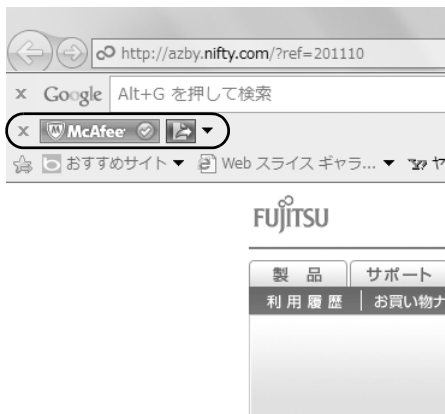 http://azby.nifty.com/?ref=201110
x Google Alt+G を押して検索
x McAfee
おすすめサイト ▼ Web スライス ギャラ... ▼ ヤ
FUJITSU
製品 サポート
利用履歴 お買い物ナ